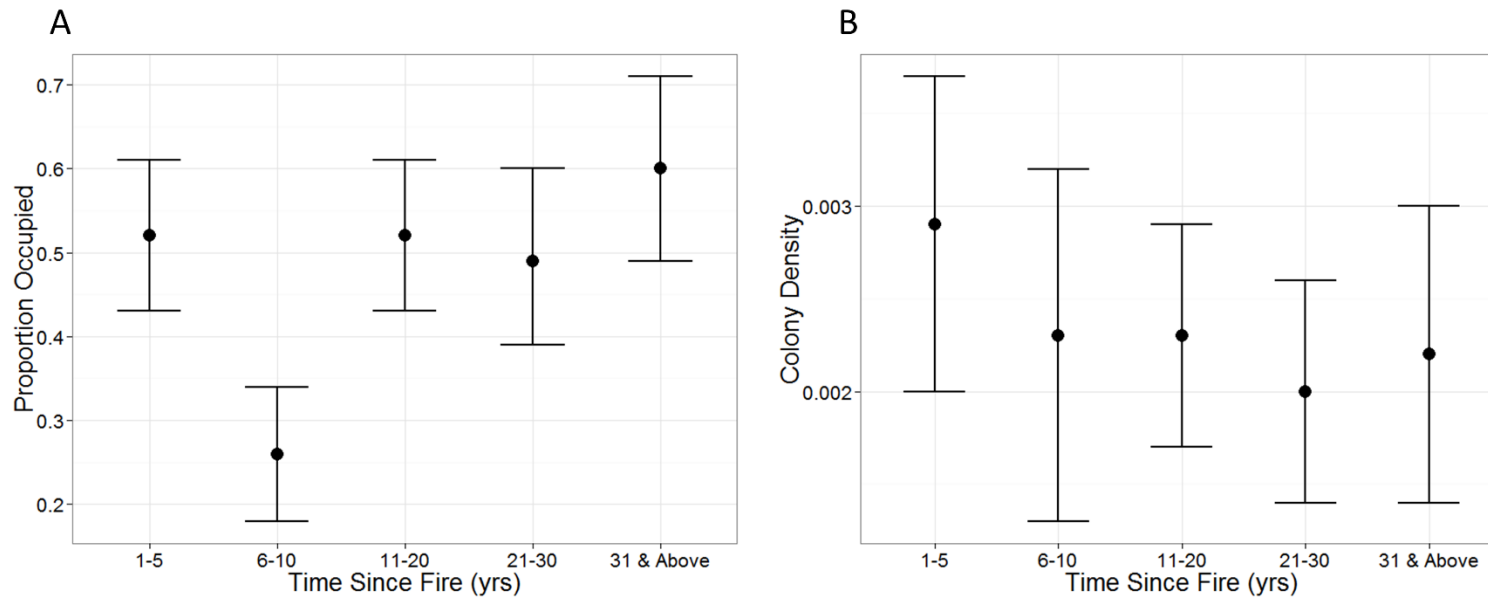 A
Proportion Occupied
0.7
0.6
0.5
0.4
0.3
0.2
1-5
6-10
11-20
21-30
31 & Above
Time Since Fire (yrs)
B
Colony Density
0.003
0.002
1-5
6-10
11-20
21-30
31 & Above
Time Since Fire (yrs)